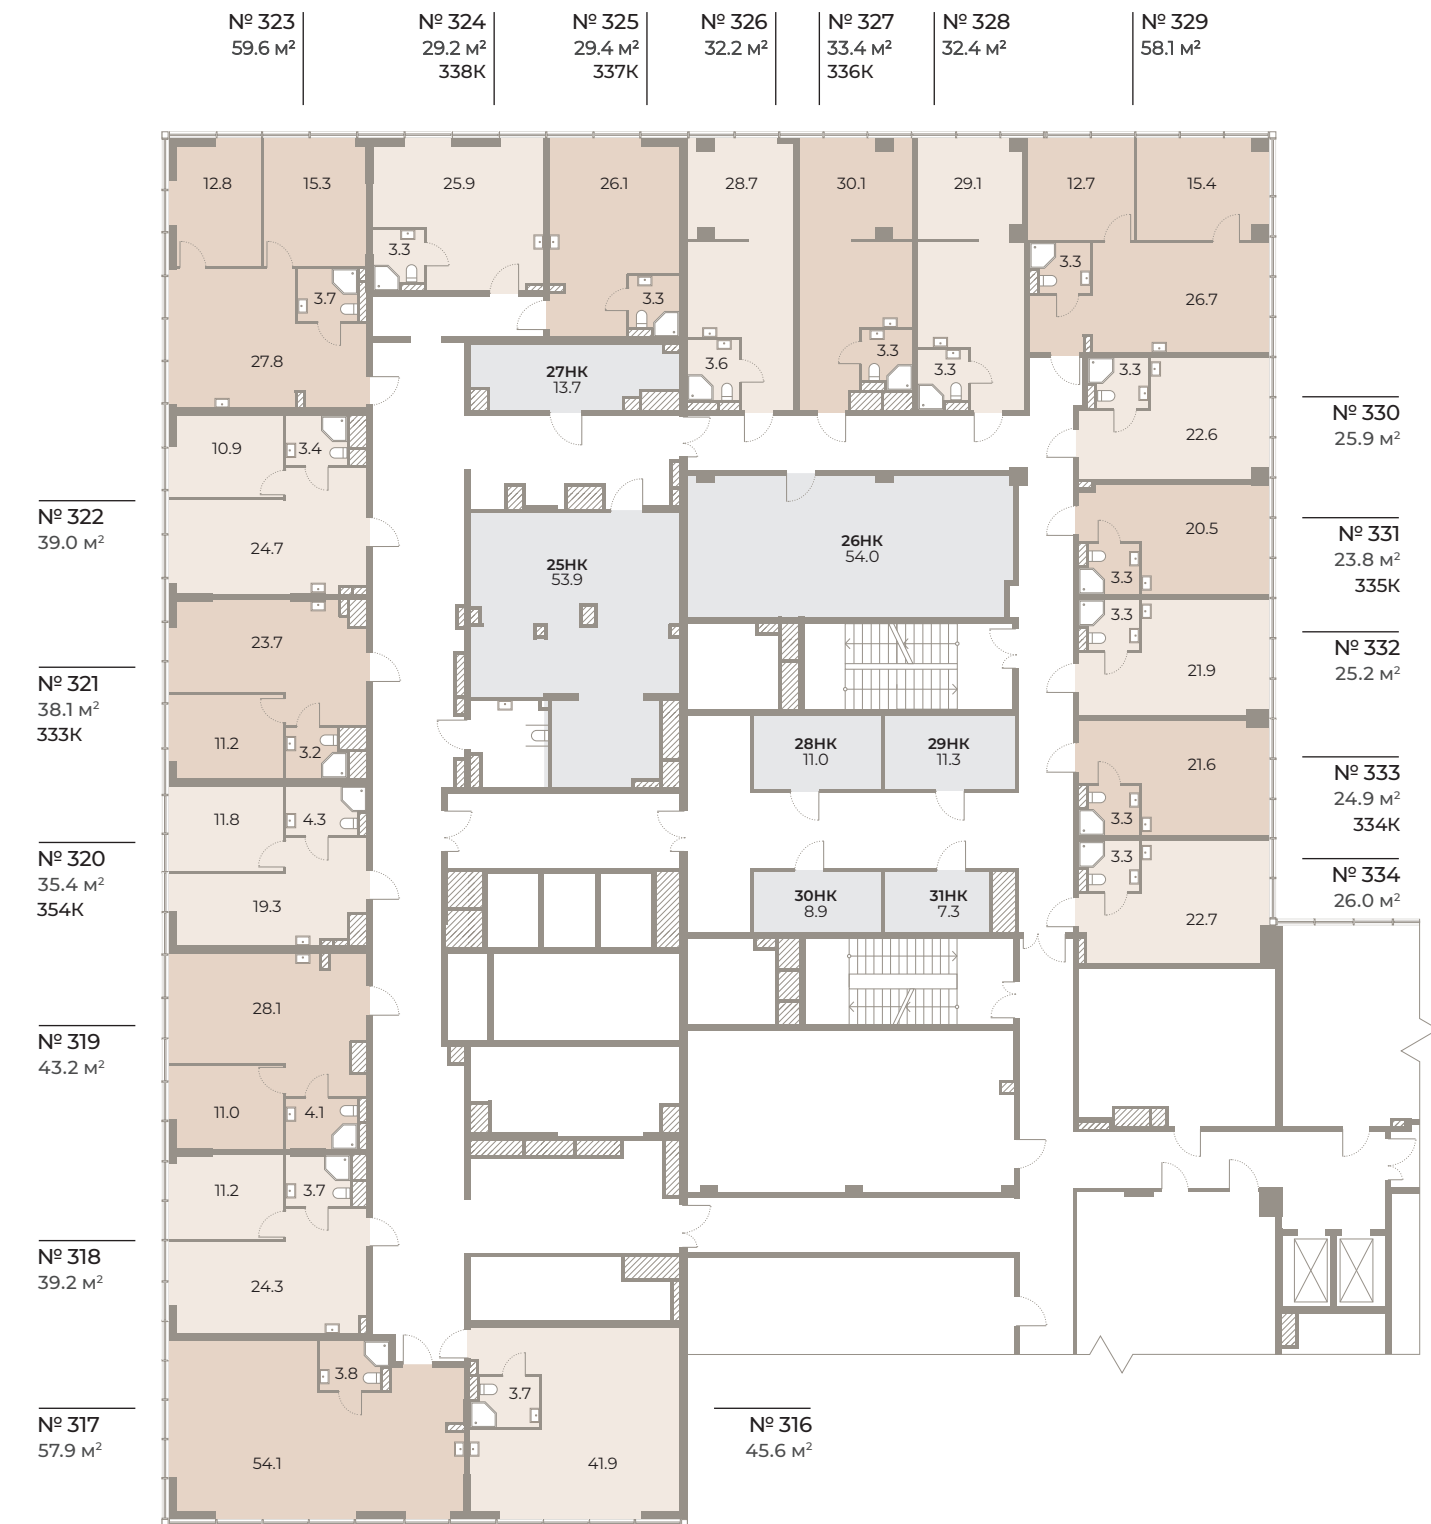 № 323
59.6 м²
№ 324
29.2 м²
338К
№ 325
29.4 м²
337К
№ 326
32.2 м²
№ 327
33.4 м²
336К
№ 328
32.4 м²
№ 329
58.1 м²
12.8
15.3
25.9
26.1
28.7
30.1
29.1
12.7
15.4
3.3
3.3
3.7
3.3
26.7
27.8
3.6
3.3
3.3
3.3
27НК
13.7
22.6
№ 330
25.9 м²
10.9
3.4
№ 322
39.0 м²
24.7
25НК
53.9
26НК
54.0
20.5
3.3
№ 331
23.8 м²
335К
23.7
3.3
21.9
№ 332
25.2 м²
№ 321
38.1 м²
333К
11.2
3.2
28НК
11.0
29НК
11.3
21.6
3.3
№ 333
24.9 м²
334К
11.8
4.3
3.3
№ 320
35.4 м²
354К
19.3
30НК
8.9
31НК
7.3
22.7
№ 334
26.0 м²
28.1
№ 319
43.2 м²
11.0
4.1
11.2
3.7
№ 318
39.2 м²
24.3
3.8
3.7
№ 317
57.9 м²
54.1
41.9
№ 316
45.6 м²